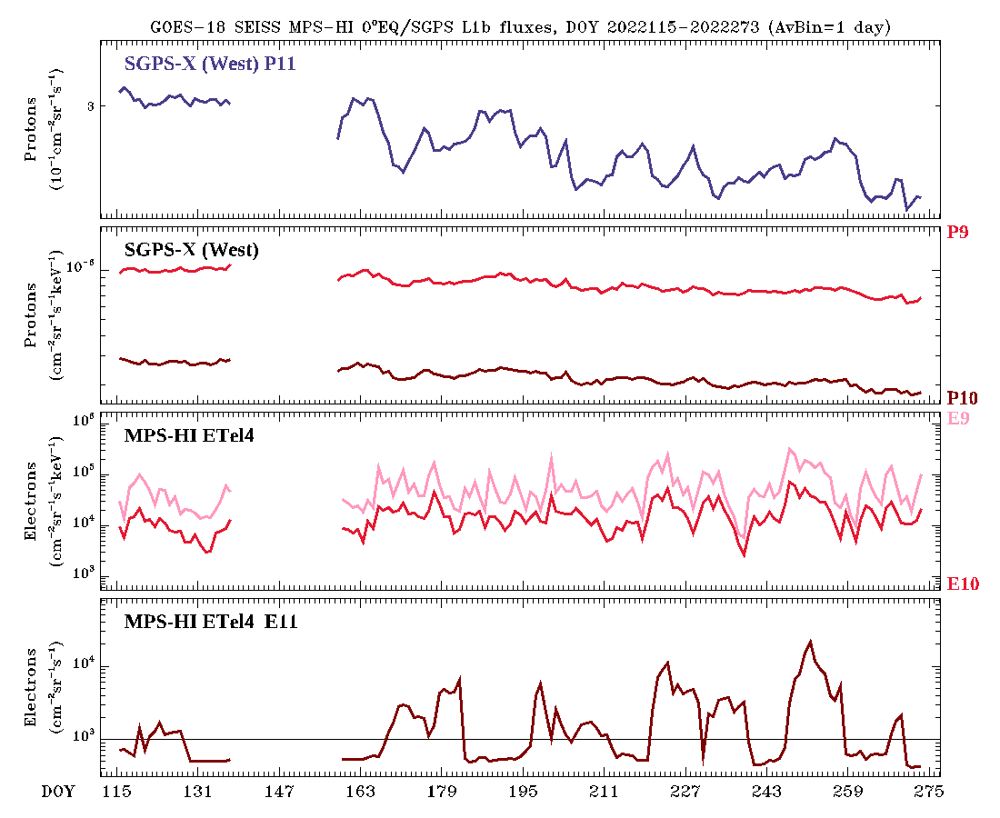 GOES-18 SEISS MPS-HI 0°EQ/SGPS L1b fluxes, DOY 2022115-2022273 (AvBin=1 day)
SGPS-X (West) P11
Protons
(10⁻¹cm⁻²sr⁻¹s⁻¹)
3
SGPS-X (West)
P9
Protons
(cm⁻²sr⁻¹s⁻¹keV⁻¹)
10⁻⁶
P10
MPS-HI ETel4
E9
Electrons
(cm⁻²sr⁻¹s⁻¹keV⁻¹)
10⁶
10⁵
10⁴
10³
E10
MPS-HI ETel4 E11
Electrons
(cm⁻²sr⁻¹s⁻¹)
10⁴
10³
DOY 115 131 147 163 179 195 211 227 243 259 275